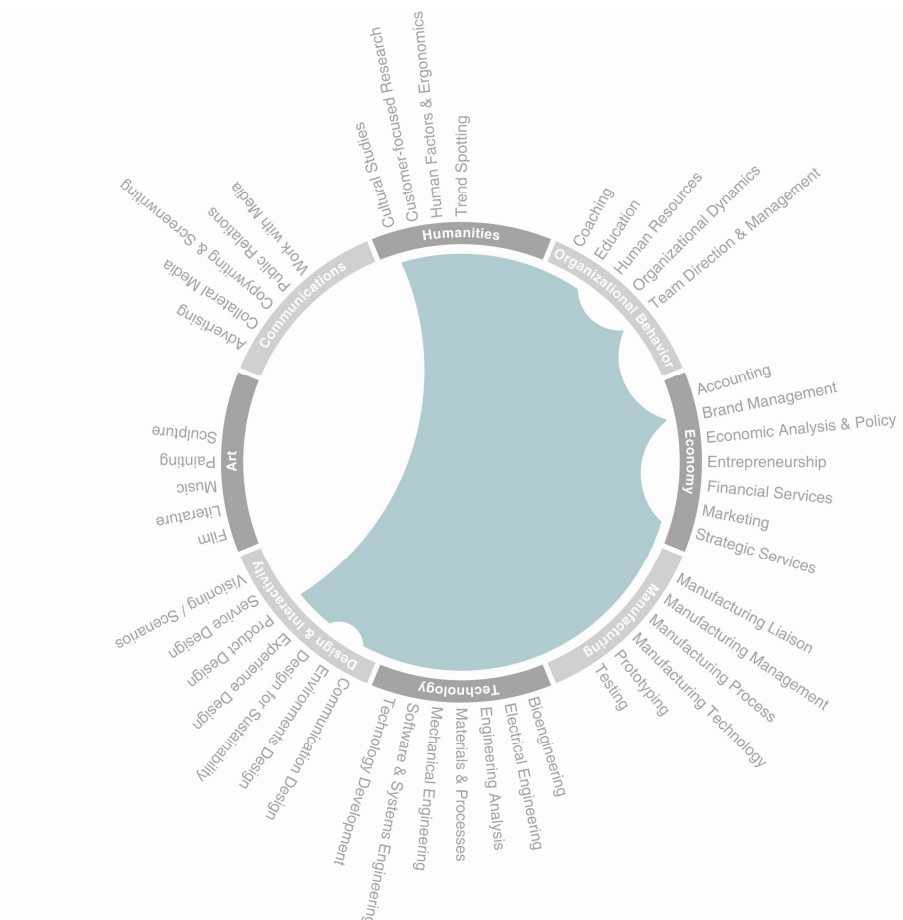 Humanities
Cultural Studies
Customer-focused Research
Human Factors & Ergonomics
Trend Spotting
Organizational Behavior
Coaching
Education
Human Resources
Organizational Dynamics
Team Direction & Management
Economy
Accounting
Brand Management
Economic Analysis & Policy
Entrepreneurship
Financial Services
Marketing
Strategic Services
Manufacturing
Manufacturing Liaison
Manufacturing Management
Manufacturing Process
Manufacturing Technology
Prototyping
Testing
Technology
Bioengineering
Electrical Engineering
Engineering Analysis
Materials & Processes
Mechanical Engineering
Software & Systems Engineering
Technology Development
Design & Interactivity
Communication Design
Environments Design
Design for Sustainability
Experience Design
Product Design
Service Design
Visioning / Scenarios
Art
Film
Literature
Music
Painting
Sculpture
Communications
Advertising
Collateral Media
Copywriting & Screenwriting
Public Relations
Work with Media